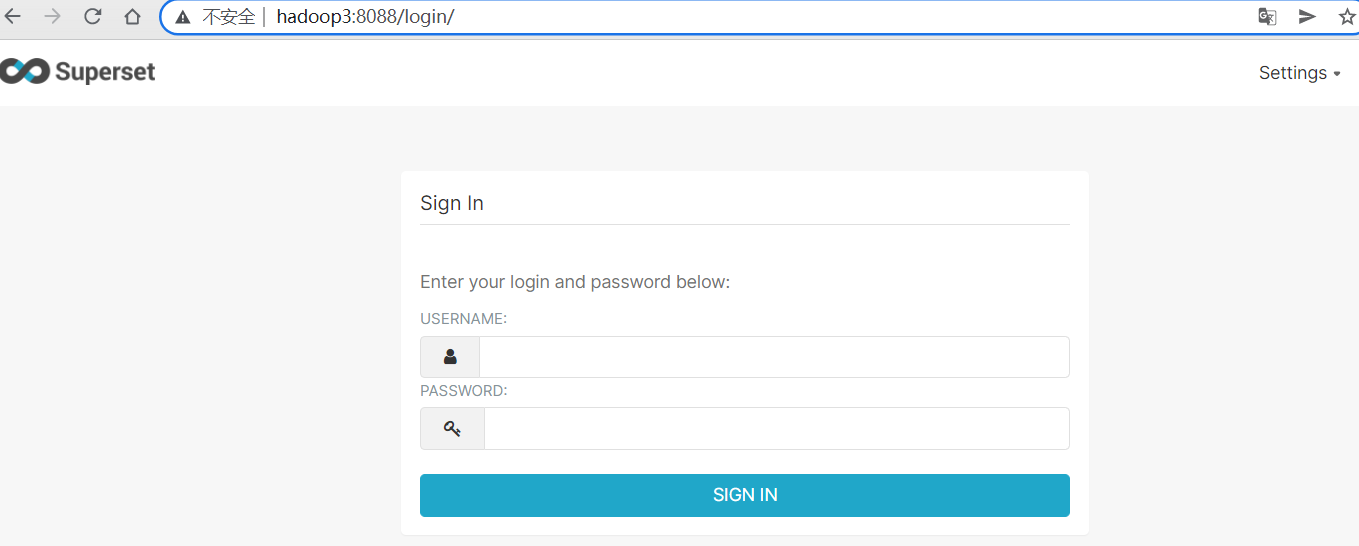 不安全 hadoop3:8088/login/
Superset
Settings
Sign In
Enter your login and password below:
USERNAME:
PASSWORD:
SIGN IN